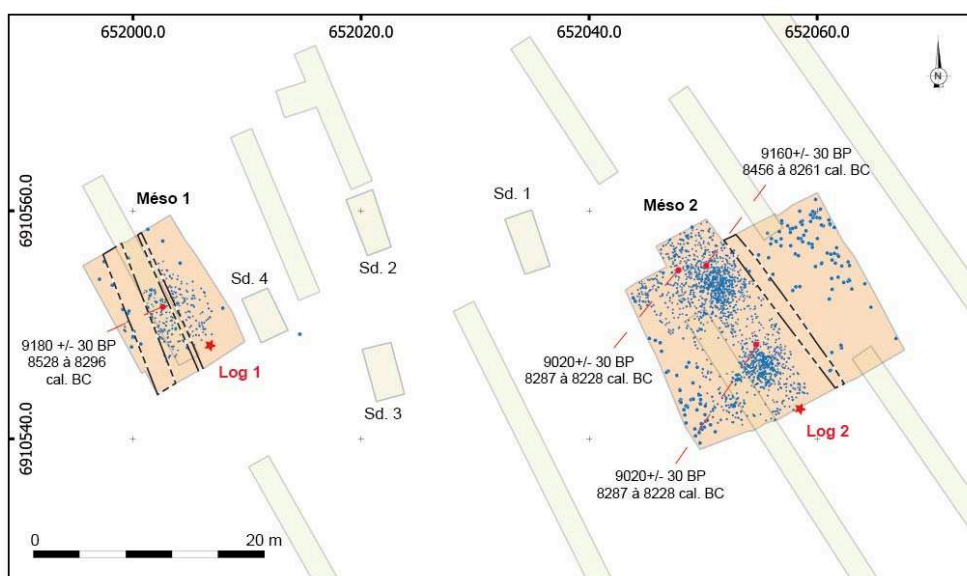 652000.0
652020.0
652040.0
652060.0
N
9160+/- 30 BP
8456 à 8261 cal. BC
6910560.0
Méso 1
Sd. 1
Méso 2
Sd. 2
Sd. 4
9180 +/- 30 BP
8528 à 8296
cal. BC
Log 1
9020+/- 30 BP
8287 à 8228 cal. BC
Sd. 3
6910540.0
Log 2
9020+/- 30 BP
8287 à 8228 cal. BC
0
20 m